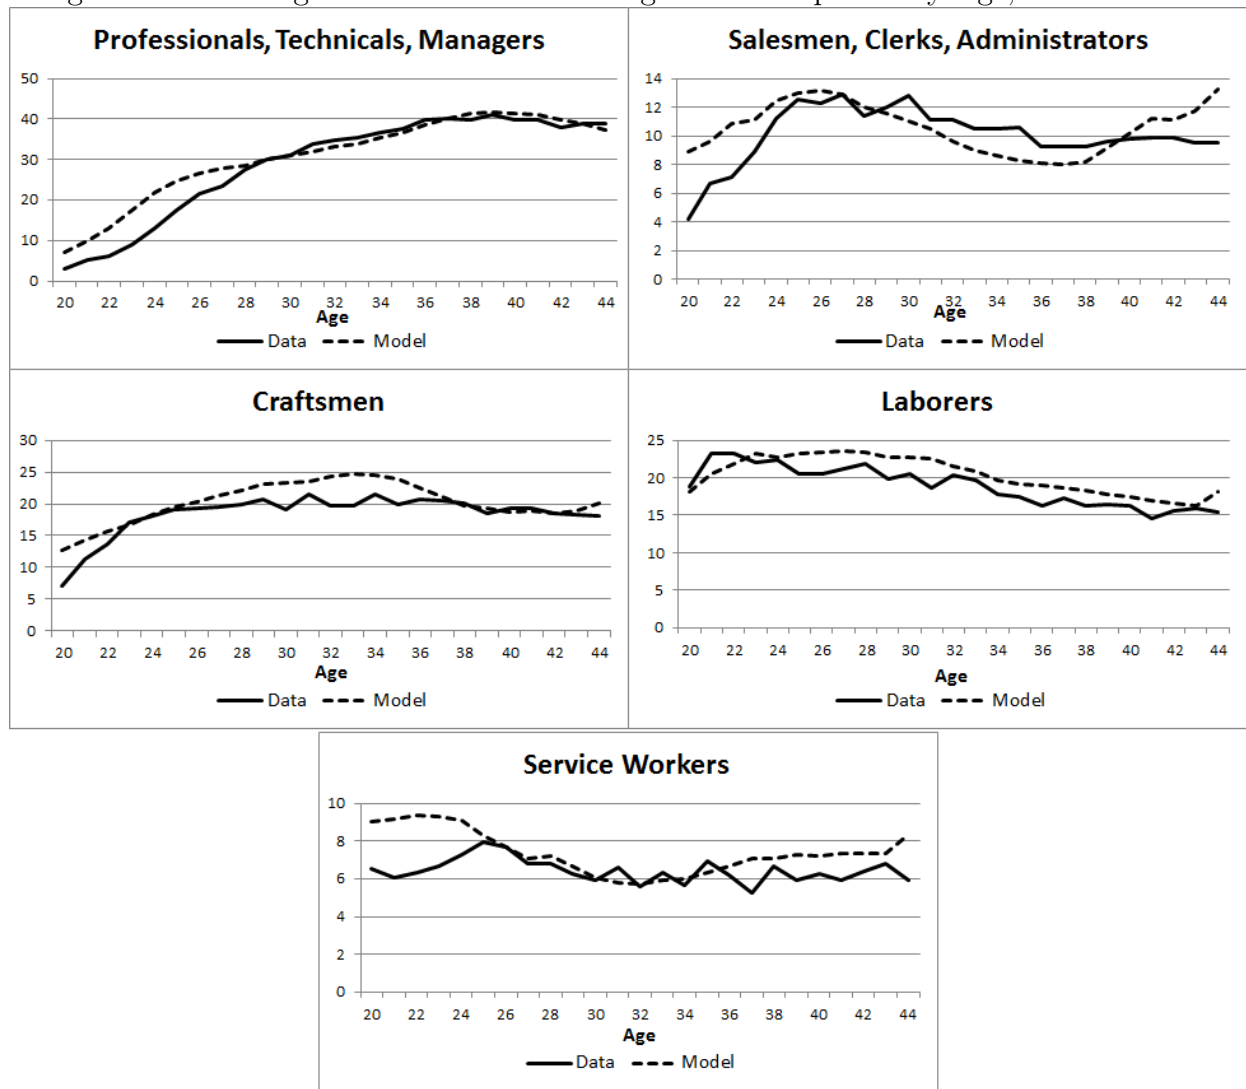 Professionals, Technicals, Managers
50
40
30
20
10
0
20 22 24 26 28 30 32 34 36 38 40 42 44
Age
Data Model
Salesmen, Clerks, Administrators
14
12
10
8
6
4
2
0
20 22 24 26 28 30 32 34 36 38 40 42 44
Age
Data Model
Craftsmen
30
25
20
15
10
5
0
20 22 24 26 28 30 32 34 36 38 40 42 44
Age
Data Model
Laborers
25
20
15
10
5
0
20 22 24 26 28 30 32 34 36 38 40 42 44
Age
Data Model
Service Workers
10
8
6
4
2
0
20 22 24 26 28 30 32 34 36 38 40 42 44
Age
Data Model